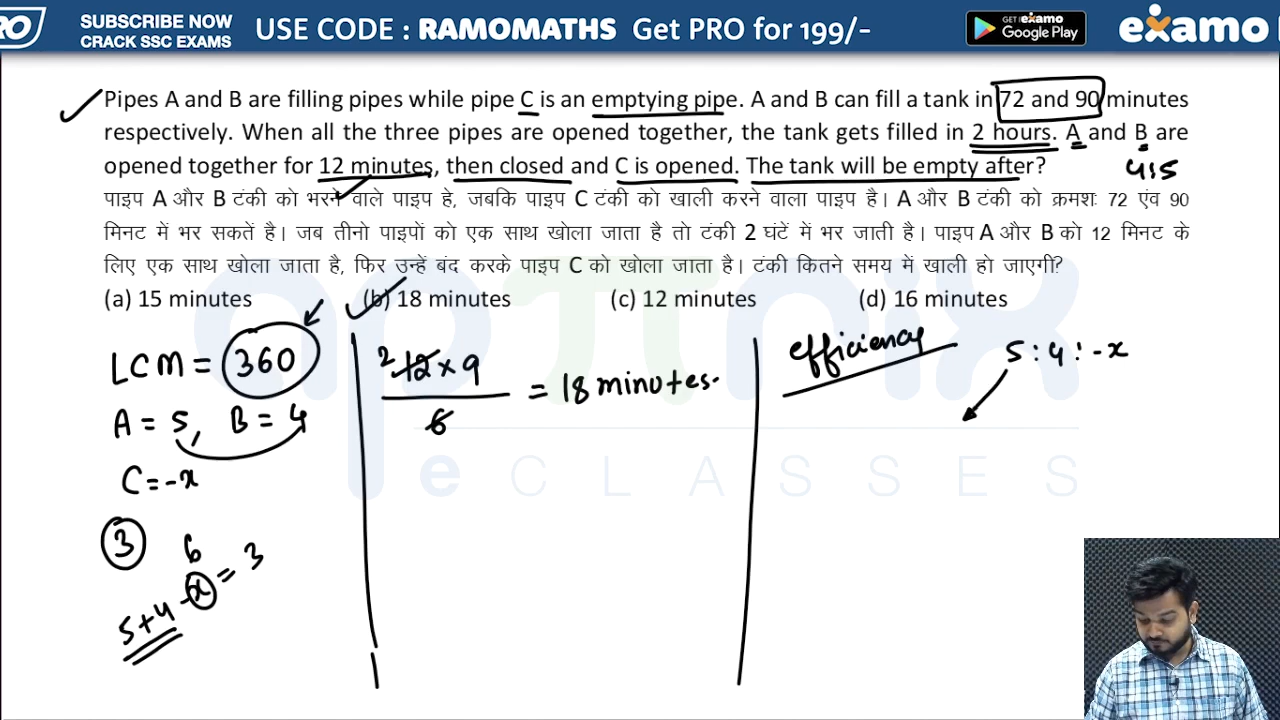 RO
SUBSCRIBE NOW
CRACK SSC EXAMS
USE CODE : RAMOMATHS Get PRO for 199/-
GET IT examo
Google Play
examo
Pipes A and B are filling pipes while pipe C is an emptying pipe. A and B can fill a tank in 72 and 90 minutes
respectively. When all the three pipes are opened together, the tank gets filled in 2 hours. A and B are
opened together for 12 minutes, then closed and C is opened. The tank will be empty after?
4:5
पाइप A और B टंकी को भरने वाले पाइप हे, जबकि पाइप C टंकी को खाली करने वाला पाइप है। A और B टंकी को क्रमशः 72 एंव 90
मिनट में भर सकतें है। जब तीनो पाइपों को एक साथ खोला जाता है तो टंकी 2 घंटें में भर जाती है। पाइप A और B को 12 मिनट के
लिए एक साथ खोला जाता है, फिर उन्हें बंद करके पाइप C को खोला जाता है। टंकी कितने समय में खाली हो जाएगी?
(a) 15 minutes (b) 18 minutes (c) 12 minutes (d) 16 minutes
LCM = 360
A = 5, B = 4
C = -x
3
6
5+4 -x = 3
2 12 x 9
6
= 18 minutes.
efficiency
5 : 4 : -x
eCLASSES